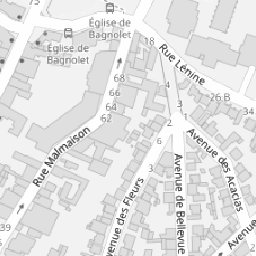 Église de
Bagnolet
Église de
Bagnolet
18
Rue Lénine
68
66
64
62
26 B
34
3
1
2
6
Rue Malmaison
Avenue des Acacias
Avenue de Bellevue
Avenue des Fleurs
Avenue
39